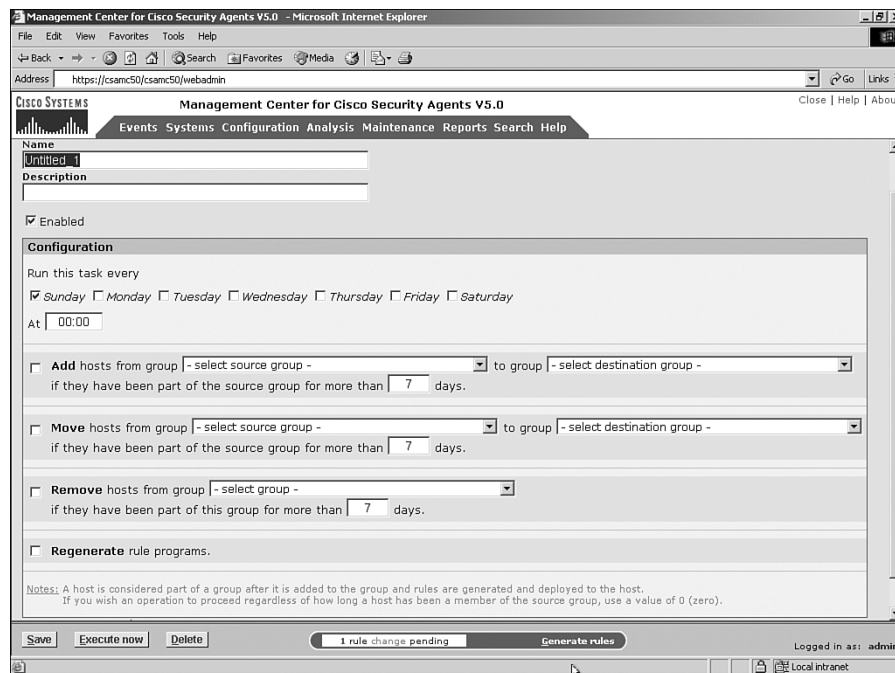 Management Center for Cisco Security Agents V5.0 - Microsoft Internet Explorer
File Edit View Favorites Tools Help
Back Search Favorites Media
Address https://csamc50/csamc50/webadmin Go Links
CISCO SYSTEMS
Management Center for Cisco Security Agents V5.0
Close | Help | Abou
Events Systems Configuration Analysis Maintenance Reports Search Help
Name
Untitled_1
Description
Enabled
Configuration
Run this task every
Sunday Monday Tuesday Wednesday Thursday Friday Saturday
At 00:00
Add hosts from group - select source group - to group - select destination group -
if they have been part of the source group for more than 7 days.
Move hosts from group - select source group - to group - select destination group -
if they have been part of the source group for more than 7 days.
Remove hosts from group - select group -
if they have been part of this group for more than 7 days.
Regenerate rule programs.
Notes: A host is considered part of a group after it is added to the group and rules are generated and deployed to the host.
If you wish an operation to proceed regardless of how long a host has been a member of the source group, use a value of 0 (zero).
Save Execute now Delete 1 rule change pending Generate rules
Logged in as: admin
Local intranet